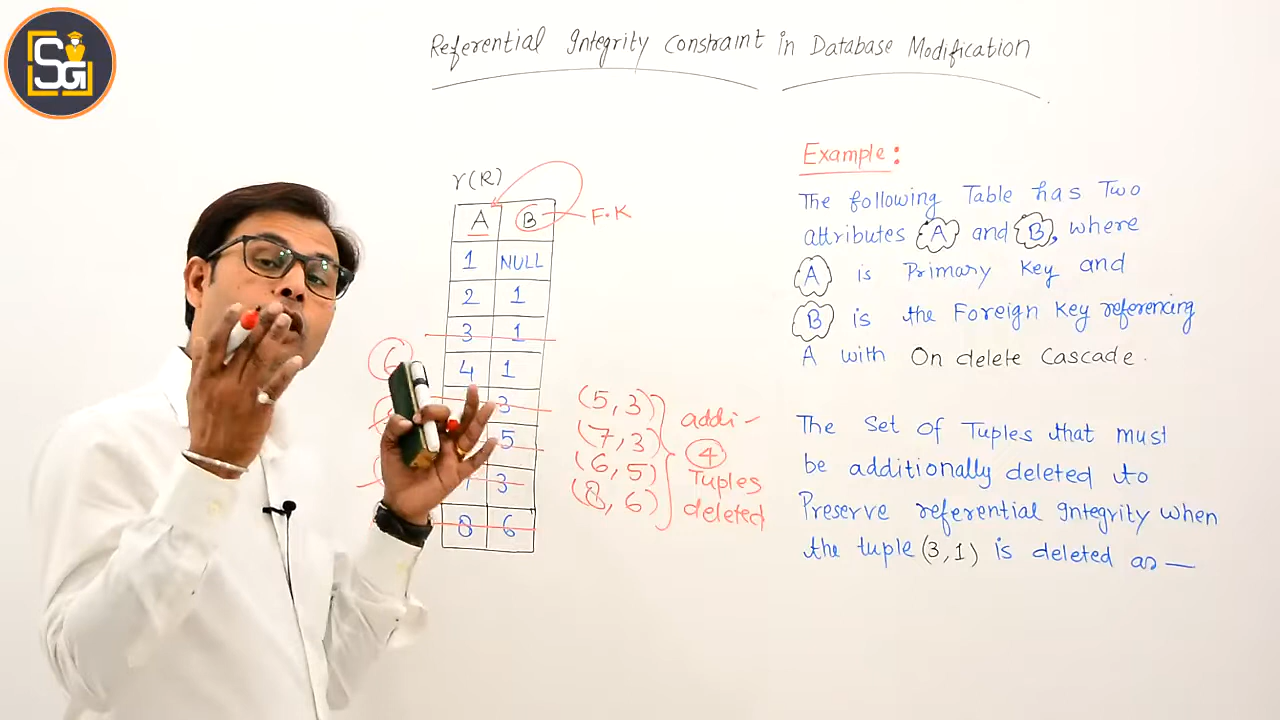 SG
Referential Integrity Constraint in Database Modification
r(R)
A B F.K
1 NULL
2 1
3 1
4 1
3
5
3
8 6
6
(5, 3)
(7, 3)
(6, 5)
(8, 6)
addi-
4
Tuples
deleted
Example:
The following Table has Two
attributes A and B, where
A is Primary Key and
B is the Foreign Key referencing
A with On delete Cascade.
The Set of Tuples that must
be additionally deleted to
Preserve referential Integrity when
the tuple (3,1) is deleted as —